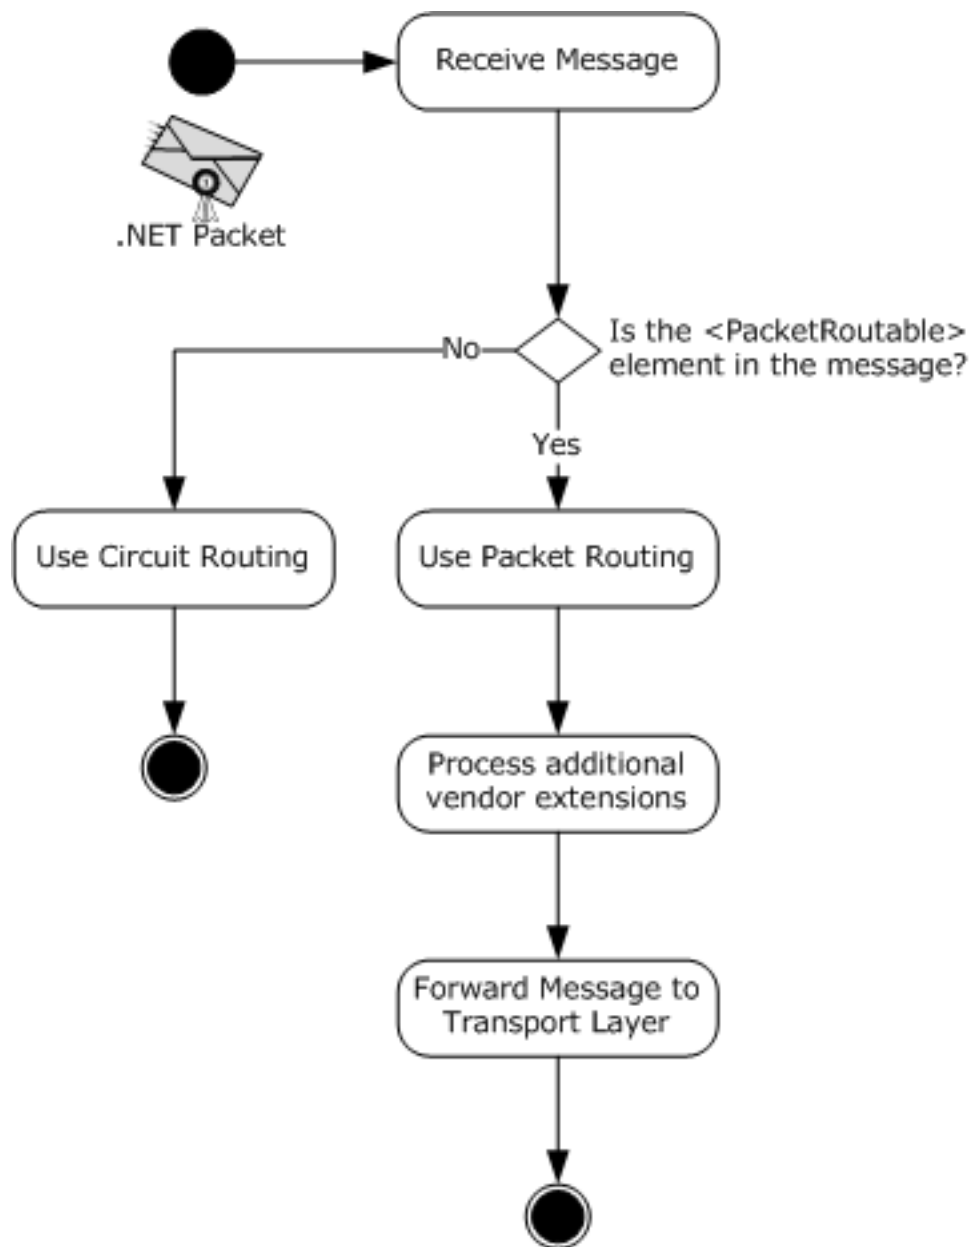 Receive Message
.NET Packet
Is the <PacketRoutable>
element in the message?
No
Yes
Use Circuit Routing
Use Packet Routing
Process additional
vendor extensions
Forward Message to
Transport Layer